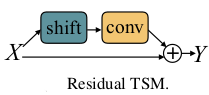 shift conv
X + Y
Residual TSM.